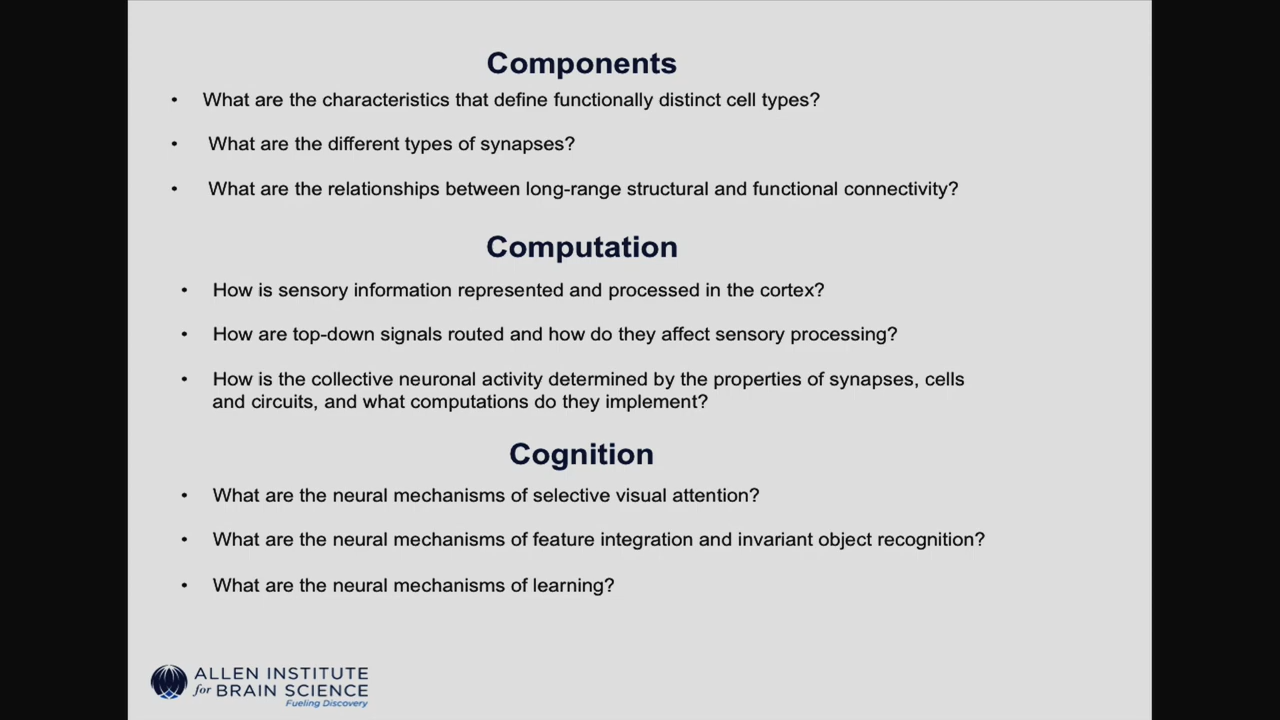 Components
• What are the characteristics that define functionally distinct cell types?
• What are the different types of synapses?
• What are the relationships between long-range structural and functional connectivity?
Computation
• How is sensory information represented and processed in the cortex?
• How are top-down signals routed and how do they affect sensory processing?
• How is the collective neuronal activity determined by the properties of synapses, cells
and circuits, and what computations do they implement?
Cognition
• What are the neural mechanisms of selective visual attention?
• What are the neural mechanisms of feature integration and invariant object recognition?
• What are the neural mechanisms of learning?
ALLEN INSTITUTE
for BRAIN SCIENCE
Fueling Discovery